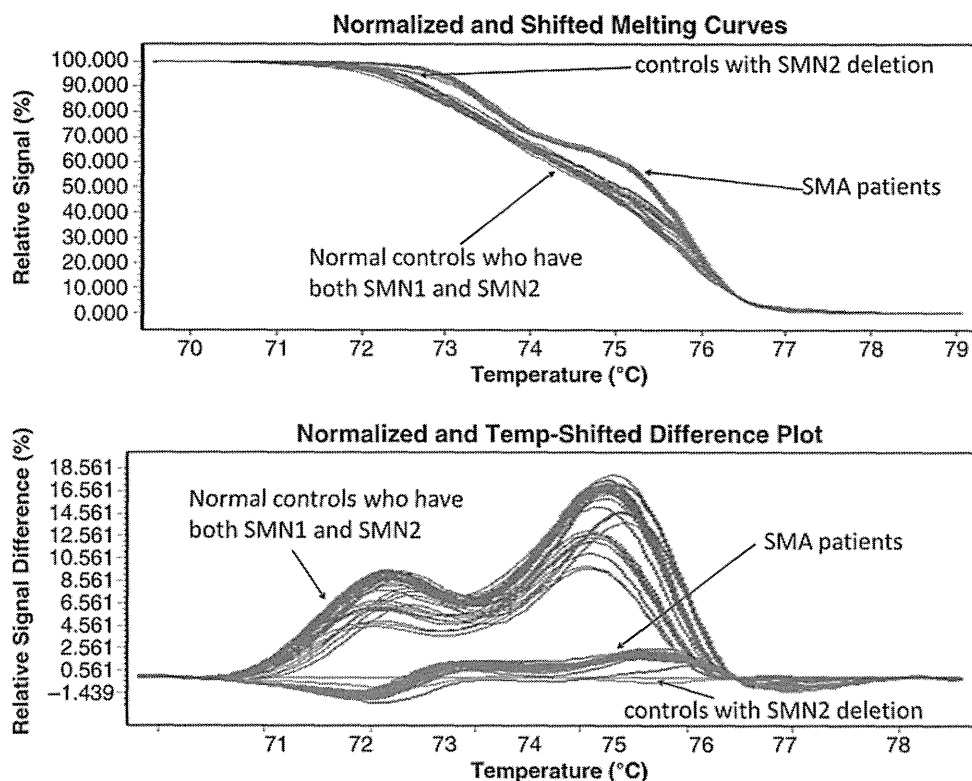 Normalized and Shifted Melting Curves
Relative Signal (%)
100.000
90.000
80.000
70.000
60.000
50.000
40.000
30.000
20.000
10.000
0.000
controls with SMN2 deletion
SMA patients
Normal controls who have
both SMN1 and SMN2
70 71 72 73 74 75 76 77 78 79
Temperature (°C)
Normalized and Temp-Shifted Difference Plot
Relative Signal Difference (%)
18.561
16.561
14.561
12.561
10.561
8.561
6.561
4.561
2.561
0.561
−1.439
Normal controls who have
both SMN1 and SMN2
SMA patients
controls with SMN2 deletion
71 72 73 74 75 76 77 78
Temperature (°C)